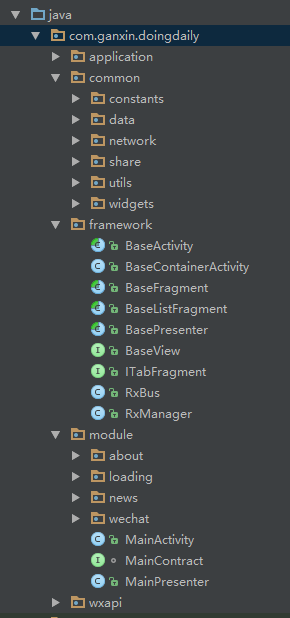 java
com.ganxin.doingdaily
application
common
constants
data
network
share
utils
widgets
framework
BaseActivity
BaseContainerActivity
BaseFragment
BaseListFragment
BasePresenter
BaseView
ITabFragment
RxBus
RxManager
module
about
loading
news
wechat
MainActivity
MainContract
MainPresenter
wxapi